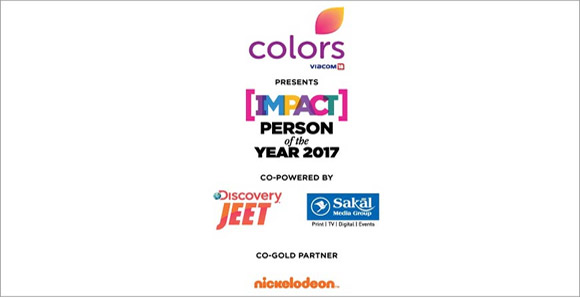 colors
VIACOM 18
PRESENTS
[IMPACT]
PERSON
of the
YEAR 2017
CO-POWERED BY
Discovery
JEET
Sakāl
Media Group
Print | TV | Digital | Events
CO-GOLD PARTNER
nickelodeon